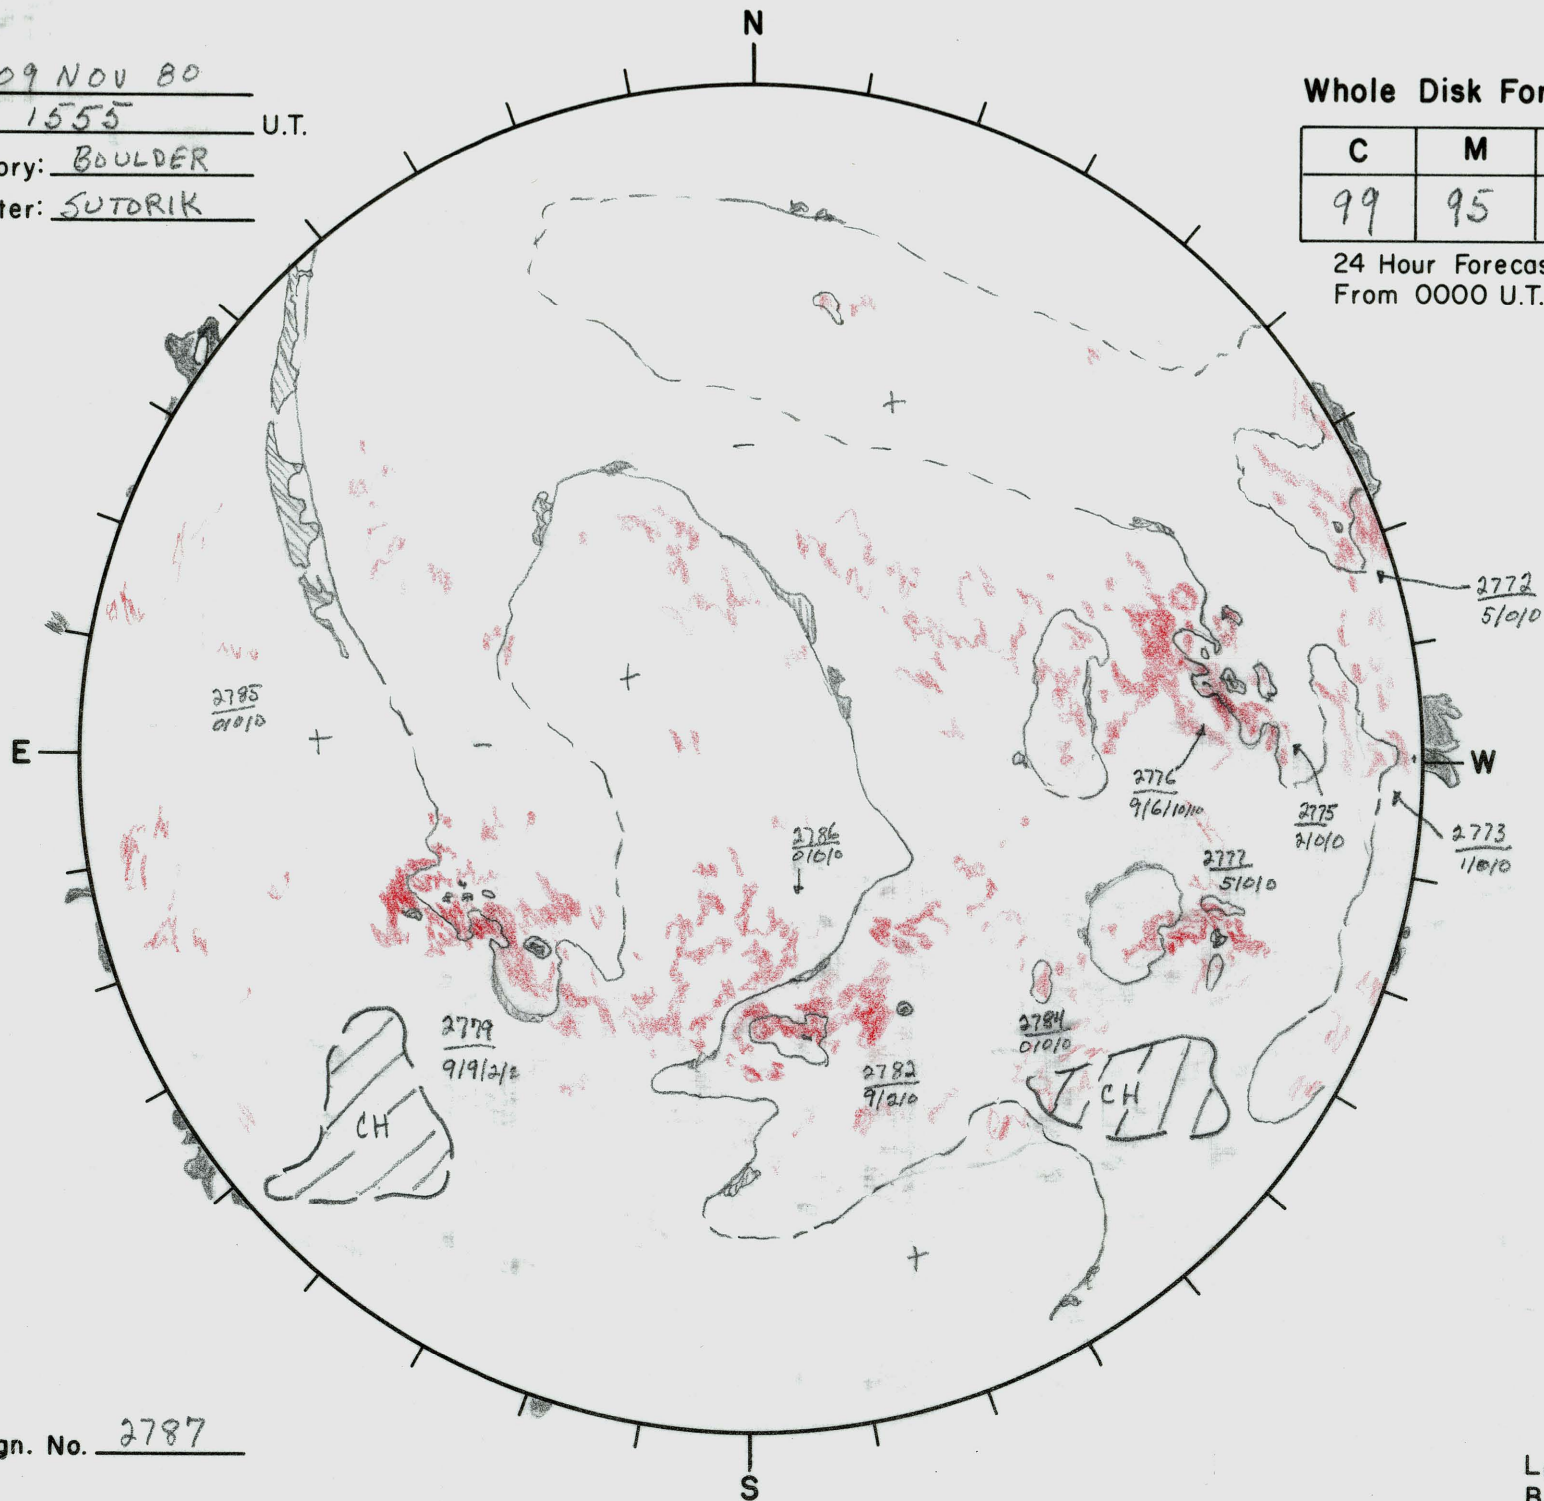 N
09 NOV 80
1555 U.T.
ory: BOULDER
ter: SUTORIK
Whole Disk For
C M
99 95
24 Hour Forecas
From 0000 U.T.
+
−
2772
5/0/0
+
2785
0/0/0
+
−
E
W
2776
9/6/10/10
2775
2/0/0
2773
1/0/0
2786
0/0/0
2777
5/0/0
2779
9/9/2/2
2784
0/0/0
2782
9/2/0
CH
CH
+
gn. No. 2787
S
L
B